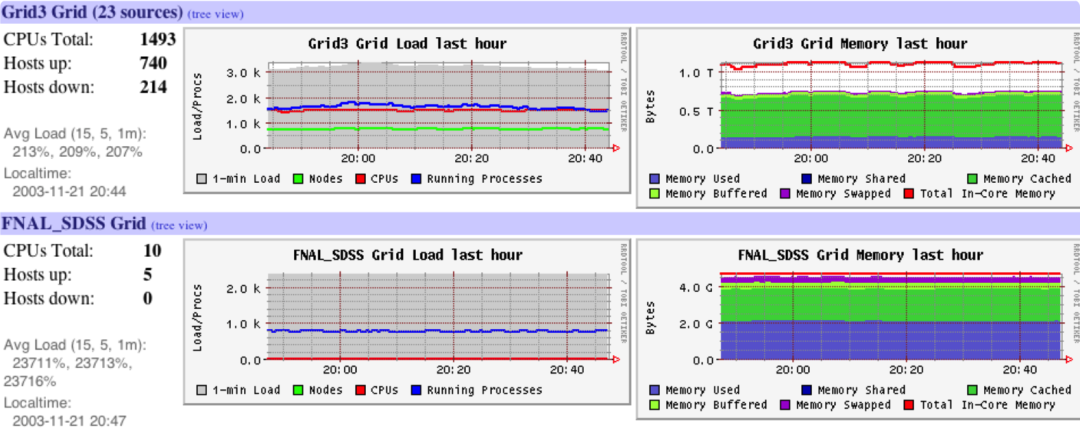 Grid3 Grid (23 sources) (tree view)
CPUs Total: 1493
Hosts up: 740
Hosts down: 214
Avg Load (15, 5, 1m):
213%, 209%, 207%
Localtime:
2003-11-21 20:44
Grid3 Grid Load last hour
Load/Procs
3.0 k
2.0 k
1.0 k
0.0
20:00 20:20 20:40
1-min Load Nodes CPUs Running Processes
RRDTOOL / TOBI OETIKER
Grid3 Grid Memory last hour
Bytes
1.0 T
0.5 T
0.0
20:00 20:20 20:40
Memory Used Memory Shared Memory Cached
Memory Buffered Memory Swapped Total In-Core Memory
RRDTOOL / TOBI OETIKER
FNAL_SDSS Grid (tree view)
CPUs Total: 10
Hosts up: 5
Hosts down: 0
Avg Load (15, 5, 1m):
23711%, 23713%,
23716%
Localtime:
2003-11-21 20:47
FNAL_SDSS Grid Load last hour
Load/Procs
2.0 k
1.0 k
0.0
20:00 20:20 20:40
1-min Load Nodes CPUs Running Processes
RRDTOOL / TOBI OETIKER
FNAL_SDSS Grid Memory last hour
Bytes
4.0 G
2.0 G
0.0
20:00 20:20 20:40
Memory Used Memory Shared Memory Cached
Memory Buffered Memory Swapped Total In-Core Memory
RRDTOOL / TOBI OETIKER